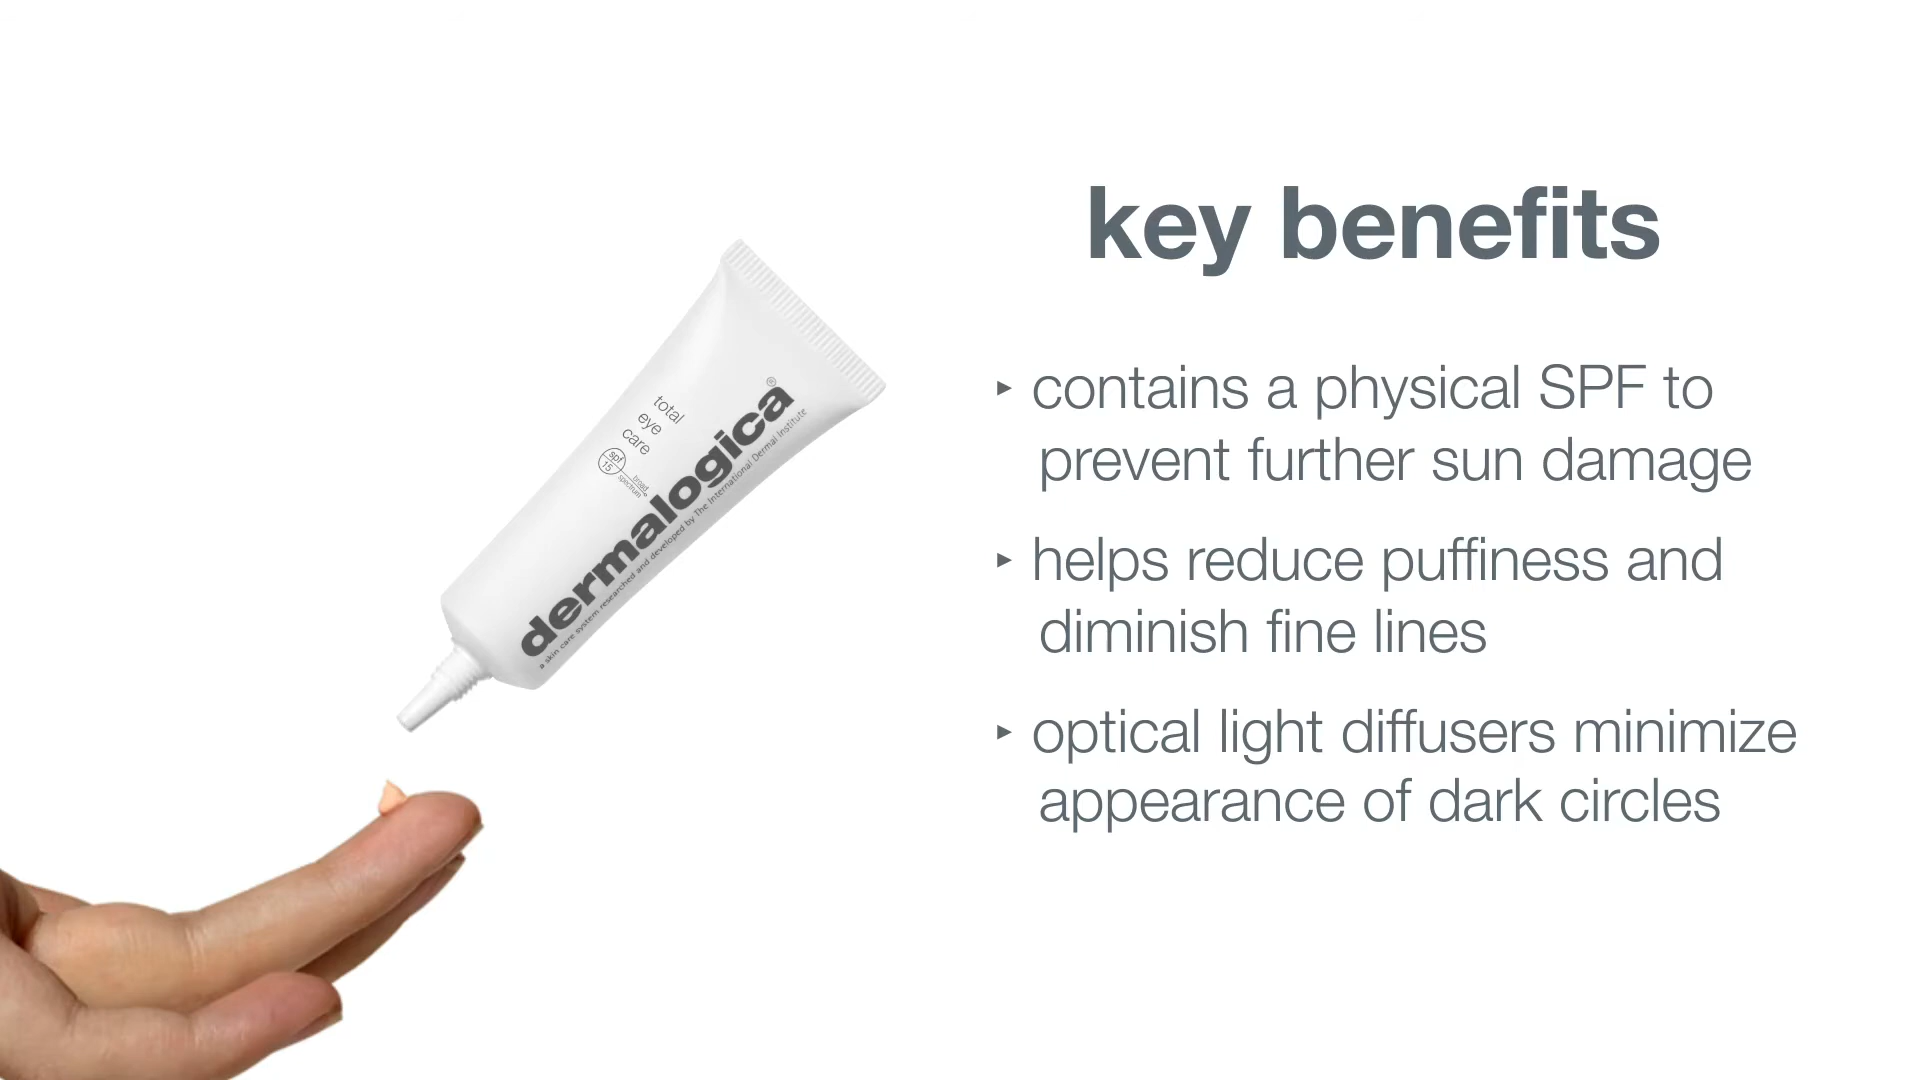 key benefits
‣ contains a physical SPF to
prevent further sun damage
‣ helps reduce puffiness and
diminish fine lines
‣ optical light diffusers minimize
appearance of dark circles
total
eye
care
spf
15
broad
spectrum
dermalogica®
a skin care system researched and developed by The International Dermal Institute